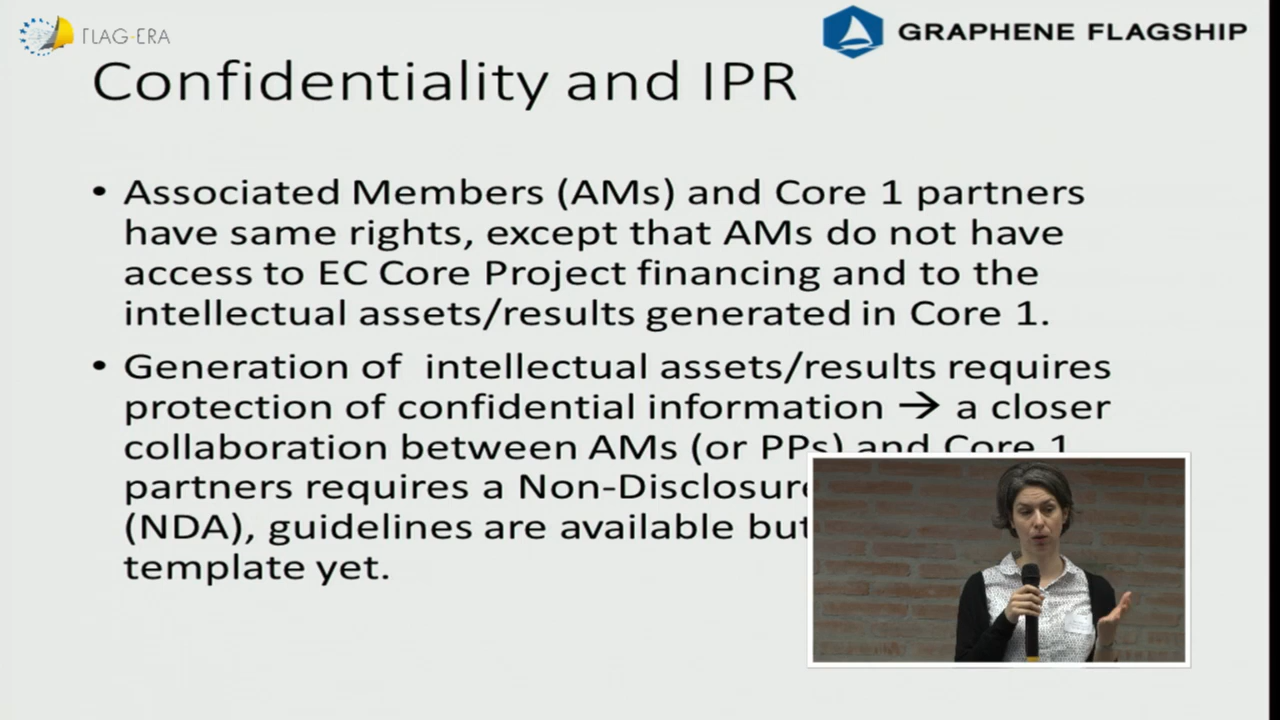 FLAG-ERA
GRAPHENE FLAGSHIP
Confidentiality and IPR
• Associated Members (AMs) and Core 1 partners
have same rights, except that AMs do not have
access to EC Core Project financing and to the
intellectual assets/results generated in Core 1.
• Generation of intellectual assets/results requires
protection of confidential information → a closer
collaboration between AMs (or PPs) and Core 1
partners requires a Non-Disclosure
(NDA), guidelines are available but
template yet.